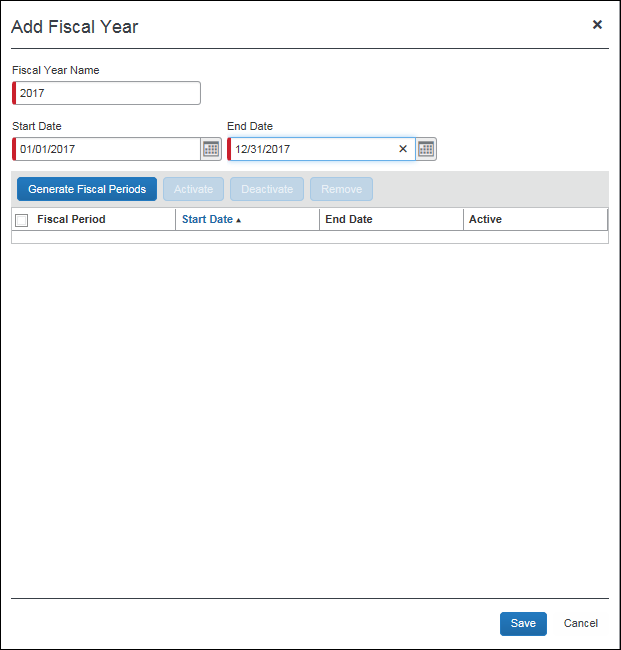 Add Fiscal Year
Fiscal Year Name
2017
Start Date End Date
01/01/2017 12/31/2017
Generate Fiscal Periods Activate Deactivate Remove
Fiscal Period Start Date End Date Active
Save Cancel